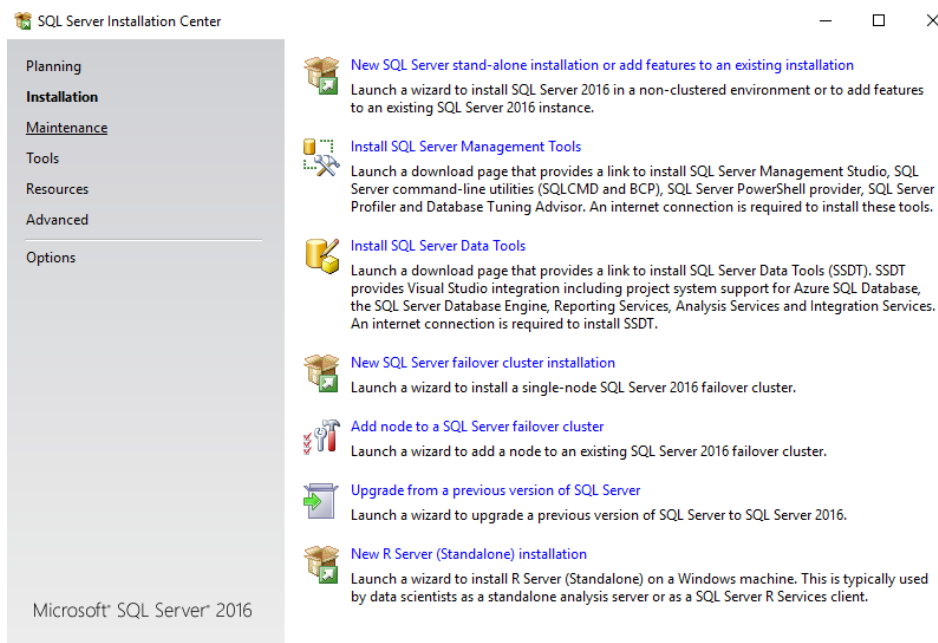 SQL Server Installation Center
Planning
Installation
Maintenance
Tools
Resources
Advanced
Options
Microsoft® SQL Server® 2016
New SQL Server stand-alone installation or add features to an existing installation
Launch a wizard to install SQL Server 2016 in a non-clustered environment or to add features
to an existing SQL Server 2016 instance.
Install SQL Server Management Tools
Launch a download page that provides a link to install SQL Server Management Studio, SQL
Server command-line utilities (SQLCMD and BCP), SQL Server PowerShell provider, SQL Server
Profiler and Database Tuning Advisor. An internet connection is required to install these tools.
Install SQL Server Data Tools
Launch a download page that provides a link to install SQL Server Data Tools (SSDT). SSDT
provides Visual Studio integration including project system support for Azure SQL Database,
the SQL Server Database Engine, Reporting Services, Analysis Services and Integration Services.
An internet connection is required to install SSDT.
New SQL Server failover cluster installation
Launch a wizard to install a single-node SQL Server 2016 failover cluster.
Add node to a SQL Server failover cluster
Launch a wizard to add a node to an existing SQL Server 2016 failover cluster.
Upgrade from a previous version of SQL Server
Launch a wizard to upgrade a previous version of SQL Server to SQL Server 2016.
New R Server (Standalone) installation
Launch a wizard to install R Server (Standalone) on a Windows machine. This is typically used
by data scientists as a standalone analysis server or as a SQL Server R Services client.